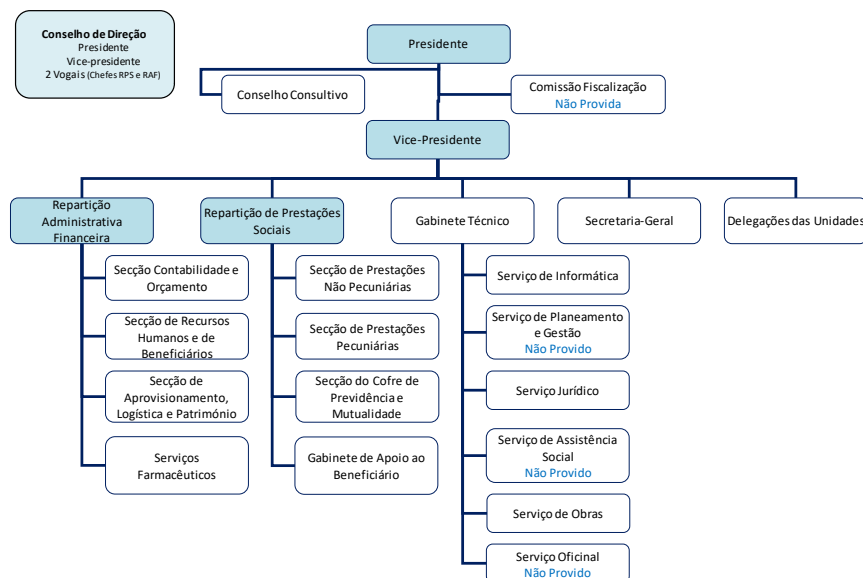 Conselho de Direção
Presidente
Vice-presidente
2 Vogais (Chefes RPS e RAF)
Presidente
Conselho Consultivo
Comissão Fiscalização
Não Provida
Vice-Presidente
Repartição
Administrativa
Financeira
Repartição de Prestações
Sociais
Gabinete Técnico
Secretaria-Geral
Delegações das Unidades
Secção Contabilidade e
Orçamento
Secção de Recursos
Humanos e de
Beneficiários
Secção de
Aprovisionamento,
Logística e Património
Serviços
Farmacêuticos
Secção de Prestações
Não Pecuniárias
Secção de Prestações
Pecuniárias
Secção do Cofre de
Previdência e
Mutualidade
Gabinete de Apoio ao
Beneficiário
Serviço de Informática
Serviço de Planeamento
e Gestão
Não Provido
Serviço Jurídico
Serviço de Assistência
Social
Não Provido
Serviço de Obras
Serviço Oficinal
Não Provido